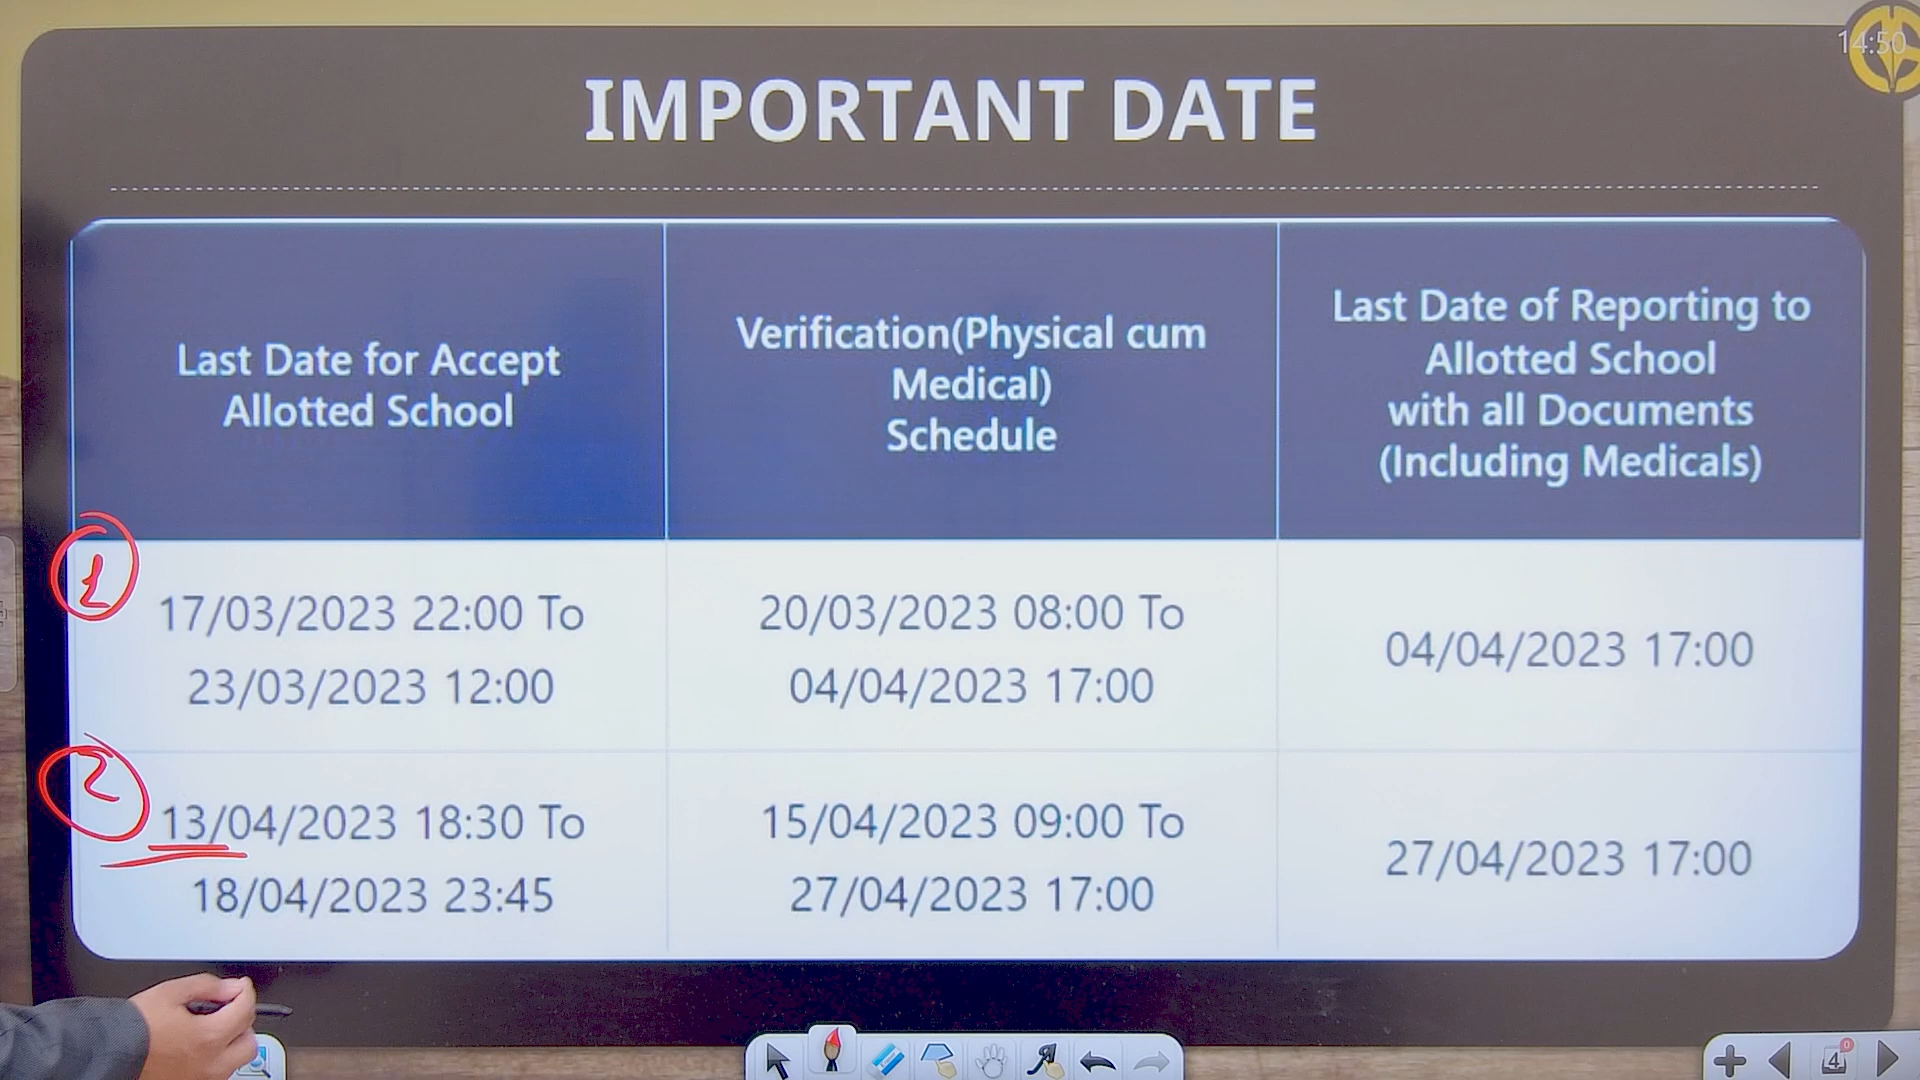 14:50
IMPORTANT DATE
Last Date for Accept
Allotted School
Verification(Physical cum
Medical)
Schedule
Last Date of Reporting to
Allotted School
with all Documents
(Including Medicals)
1
17/03/2023 22:00 To
23/03/2023 12:00
20/03/2023 08:00 To
04/04/2023 17:00
04/04/2023 17:00
2
13/04/2023 18:30 To
18/04/2023 23:45
15/04/2023 09:00 To
27/04/2023 17:00
27/04/2023 17:00
4
0